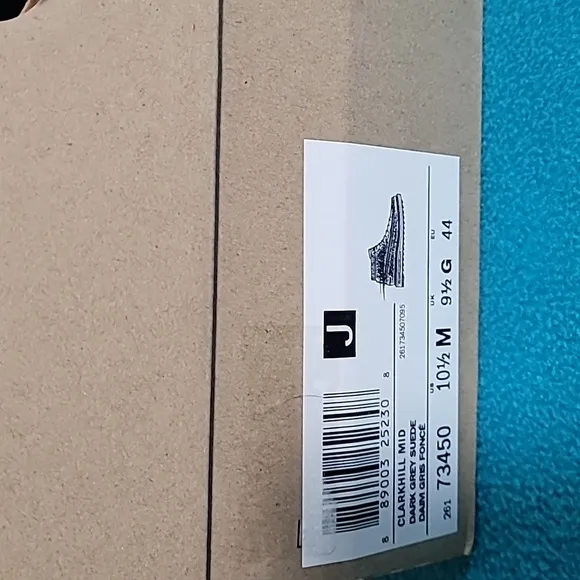 J
8 89003 25230 8
CLARKHILL MID
DARK GREY SUEDE
DAIM GRIS FONCÉ
261734507095
261 73450
US 10½ M
UK 9½ G
EU 44